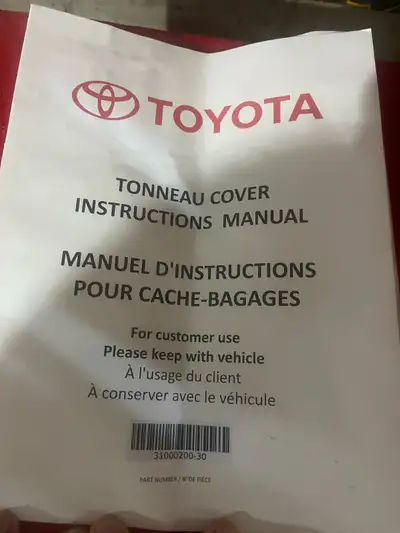 TOYOTA
TONNEAU COVER
INSTRUCTIONS MANUAL
MANUEL D'INSTRUCTIONS
POUR CACHE-BAGAGES
For customer use
Please keep with vehicle
À l'usage du client
À conserver avec le véhicule
31000200-30
PART NUMBER / N°DE PIÈCE